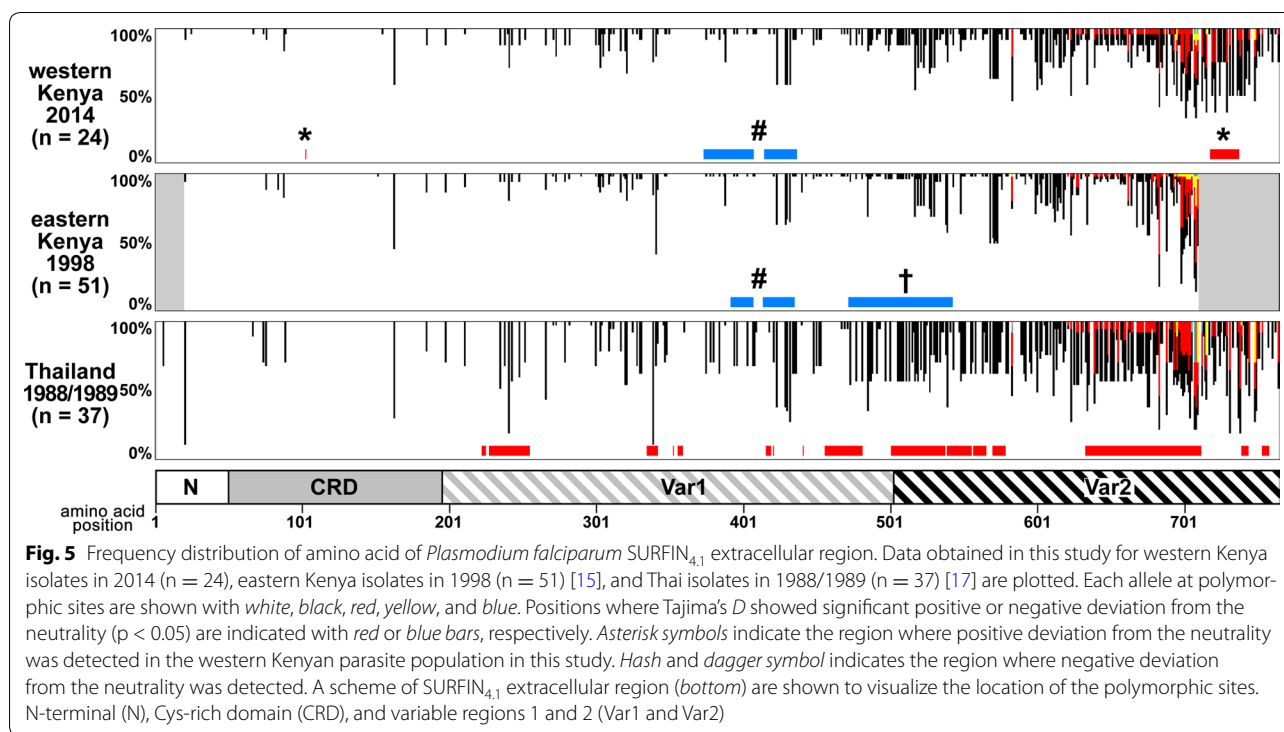 100%
western
Kenya
2014
(n = 24)
50%
0%
* # *
100%
eastern
Kenya
1998
(n = 51)
50%
0%
# †
100%
Thailand
1988/1989
(n = 37)
50%
0%
N CRD Var1 Var2
amino acid
position
1 101 201 301 401 501 601 701
Fig. 5 Frequency distribution of amino acid of Plasmodium falciparum SURFIN4.1 extracellular region. Data obtained in this study for western Kenya
isolates in 2014 (n = 24), eastern Kenya isolates in 1998 (n = 51) [15], and Thai isolates in 1988/1989 (n = 37) [17] are plotted. Each allele at polymor-
phic sites are shown with white, black, red, yellow, and blue. Positions where Tajima's D showed significant positive or negative deviation from the
neutrality (p < 0.05) are indicated with red or blue bars, respectively. Asterisk symbols indicate the region where positive deviation from the neutrality
was detected in the western Kenyan parasite population in this study. Hash and dagger symbol indicates the region where negative deviation
from the neutrality was detected. A scheme of SURFIN4.1 extracellular region (bottom) are shown to visualize the location of the polymorphic sites.
N-terminal (N), Cys-rich domain (CRD), and variable regions 1 and 2 (Var1 and Var2)